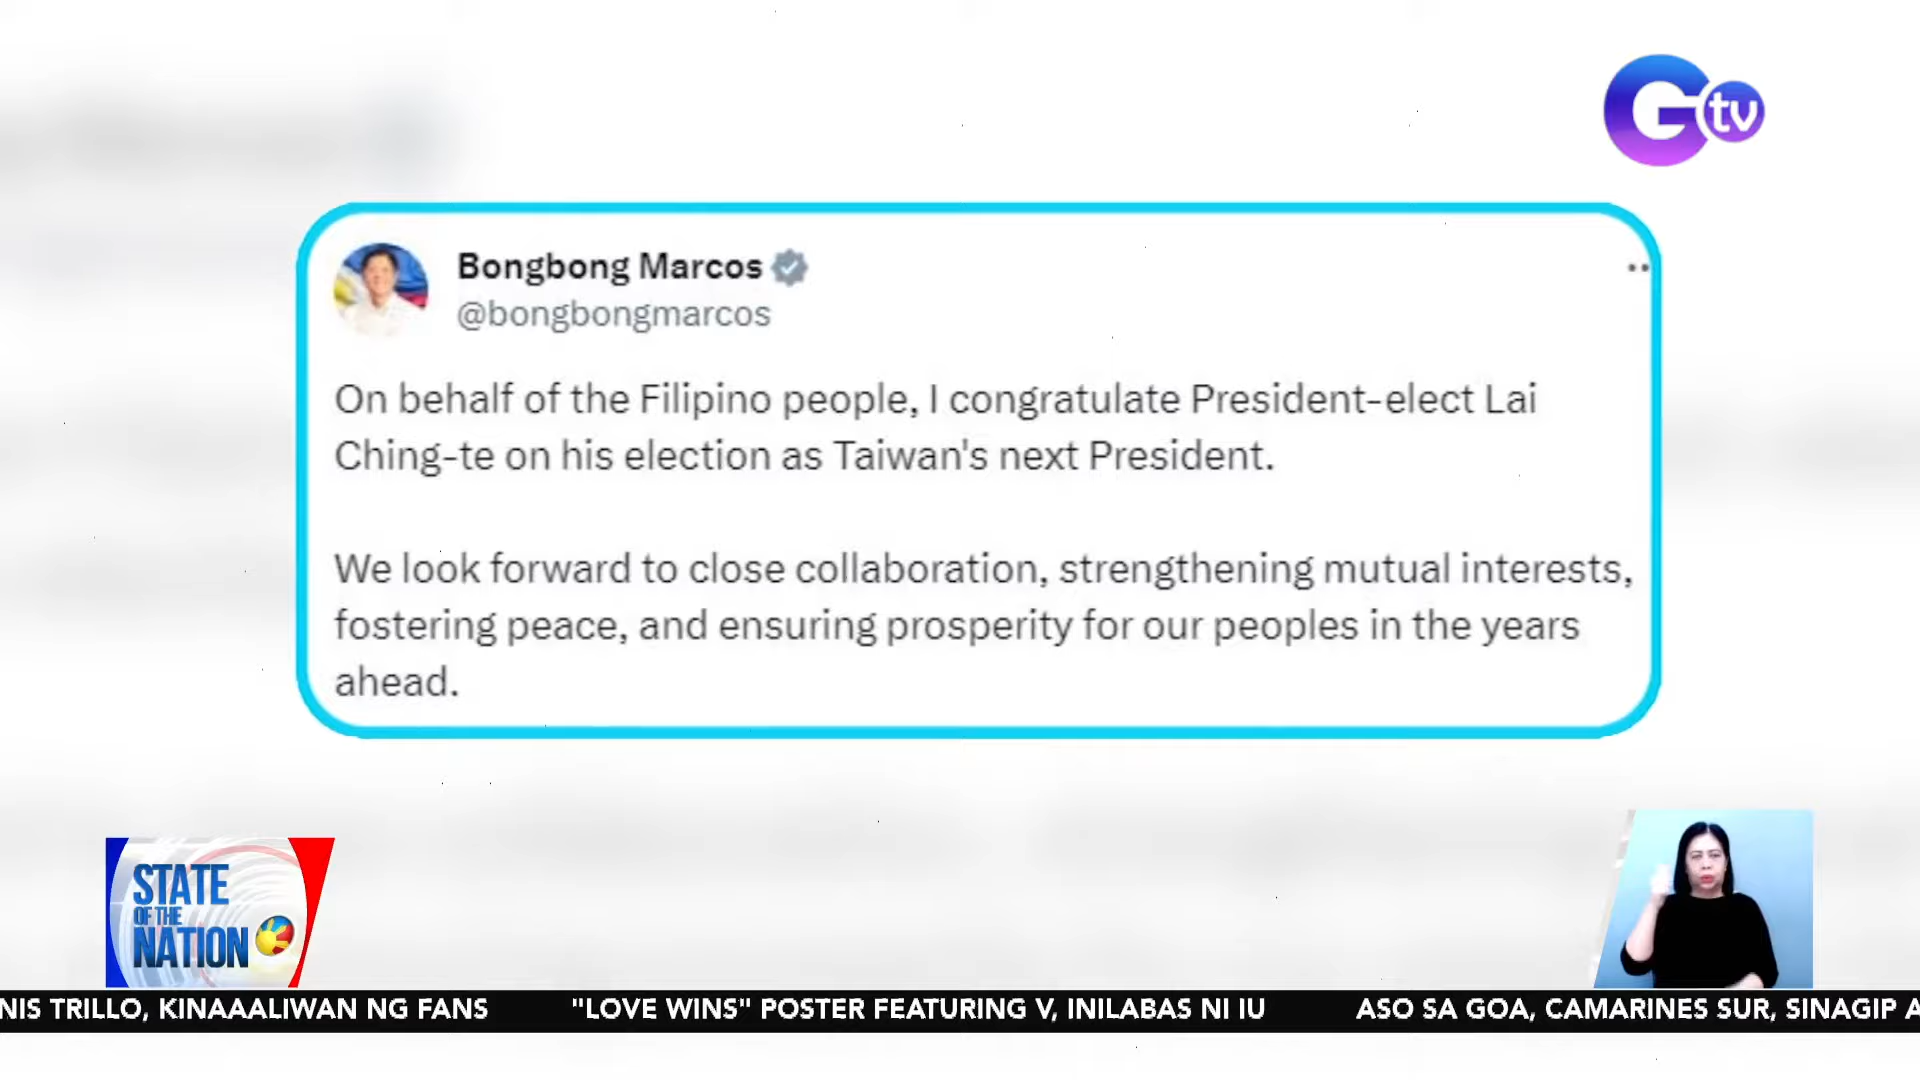 Gtv
Bongbong Marcos
@bongbongmarcos
On behalf of the Filipino people, I congratulate President-elect Lai
Ching-te on his election as Taiwan's next President.
We look forward to close collaboration, strengthening mutual interests,
fostering peace, and ensuring prosperity for our peoples in the years
ahead.
STATE
OF THE
NATION
NIS TRILLO, KINAAALIWAN NG FANS "LOVE WINS" POSTER FEATURING V, INILABAS NI IU ASO SA GOA, CAMARINES SUR, SINAGIP A